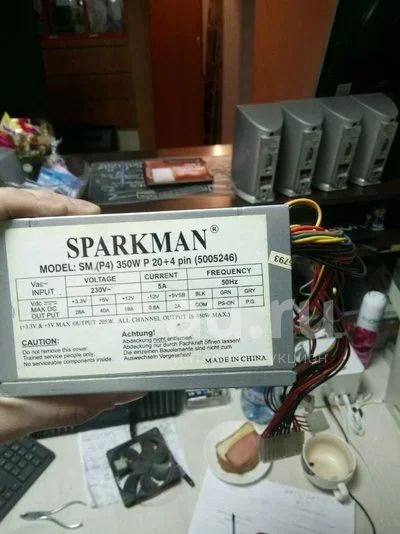 SPARKMAN®
MODEL: SM (P4) 350W P 20+4 pin (5005246)
Vac~ INPUT VOLTAGE CURRENT FREQUENCY
230V~ 5A 50Hz
Vdc +3.3V +5V +12V -12V +5VSB BLK GRN GRY
MAX DC OUT PUT 28A 40A 18A 0.8A 2A COM PS-ON P.G.
(+3.3V & +5V MAX OUTPUT 205W, ALL CHANNEL OUTPUT IS 350W MAX.)
CAUTION:
Do not remove this cover.
Trained service people only.
No serviceable components inside.
Achtung!
Abdeckung nicht entfernen.
Abdeckung nur durch Fachkraft öffnen lassen!
Die einzelnen Bauelemente sind nicht zum
Auswechseln Vorgesehen.
MADE IN CHINA
au.ru
аукцион